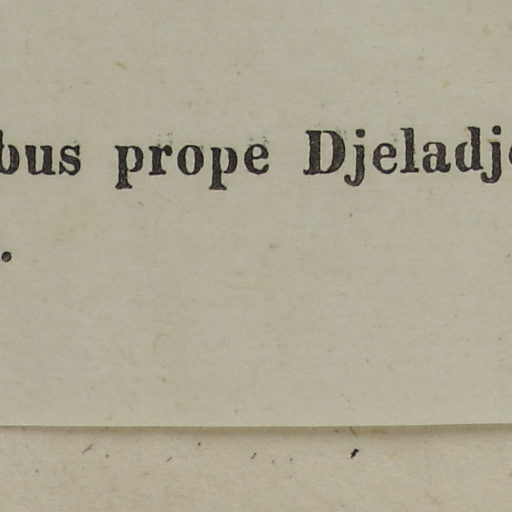 bus prope Djeladj
.